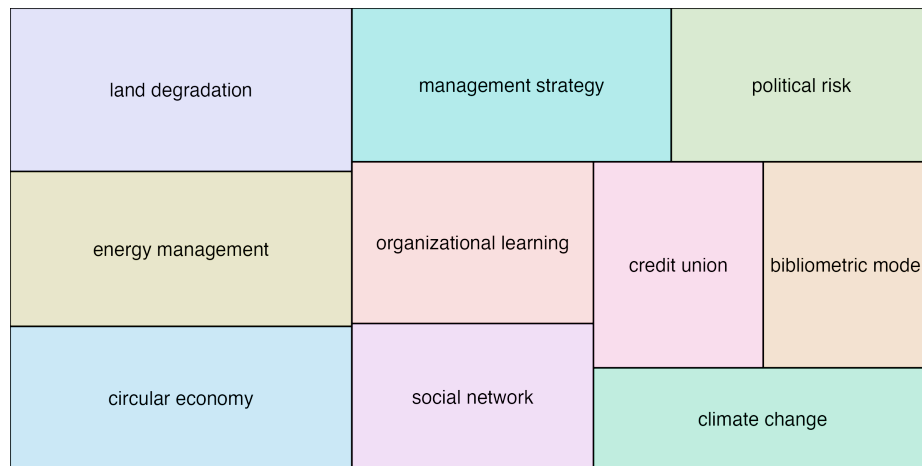 land degradation
management strategy
political risk
energy management
organizational learning
credit union
bibliometric mode
circular economy
social network
climate change